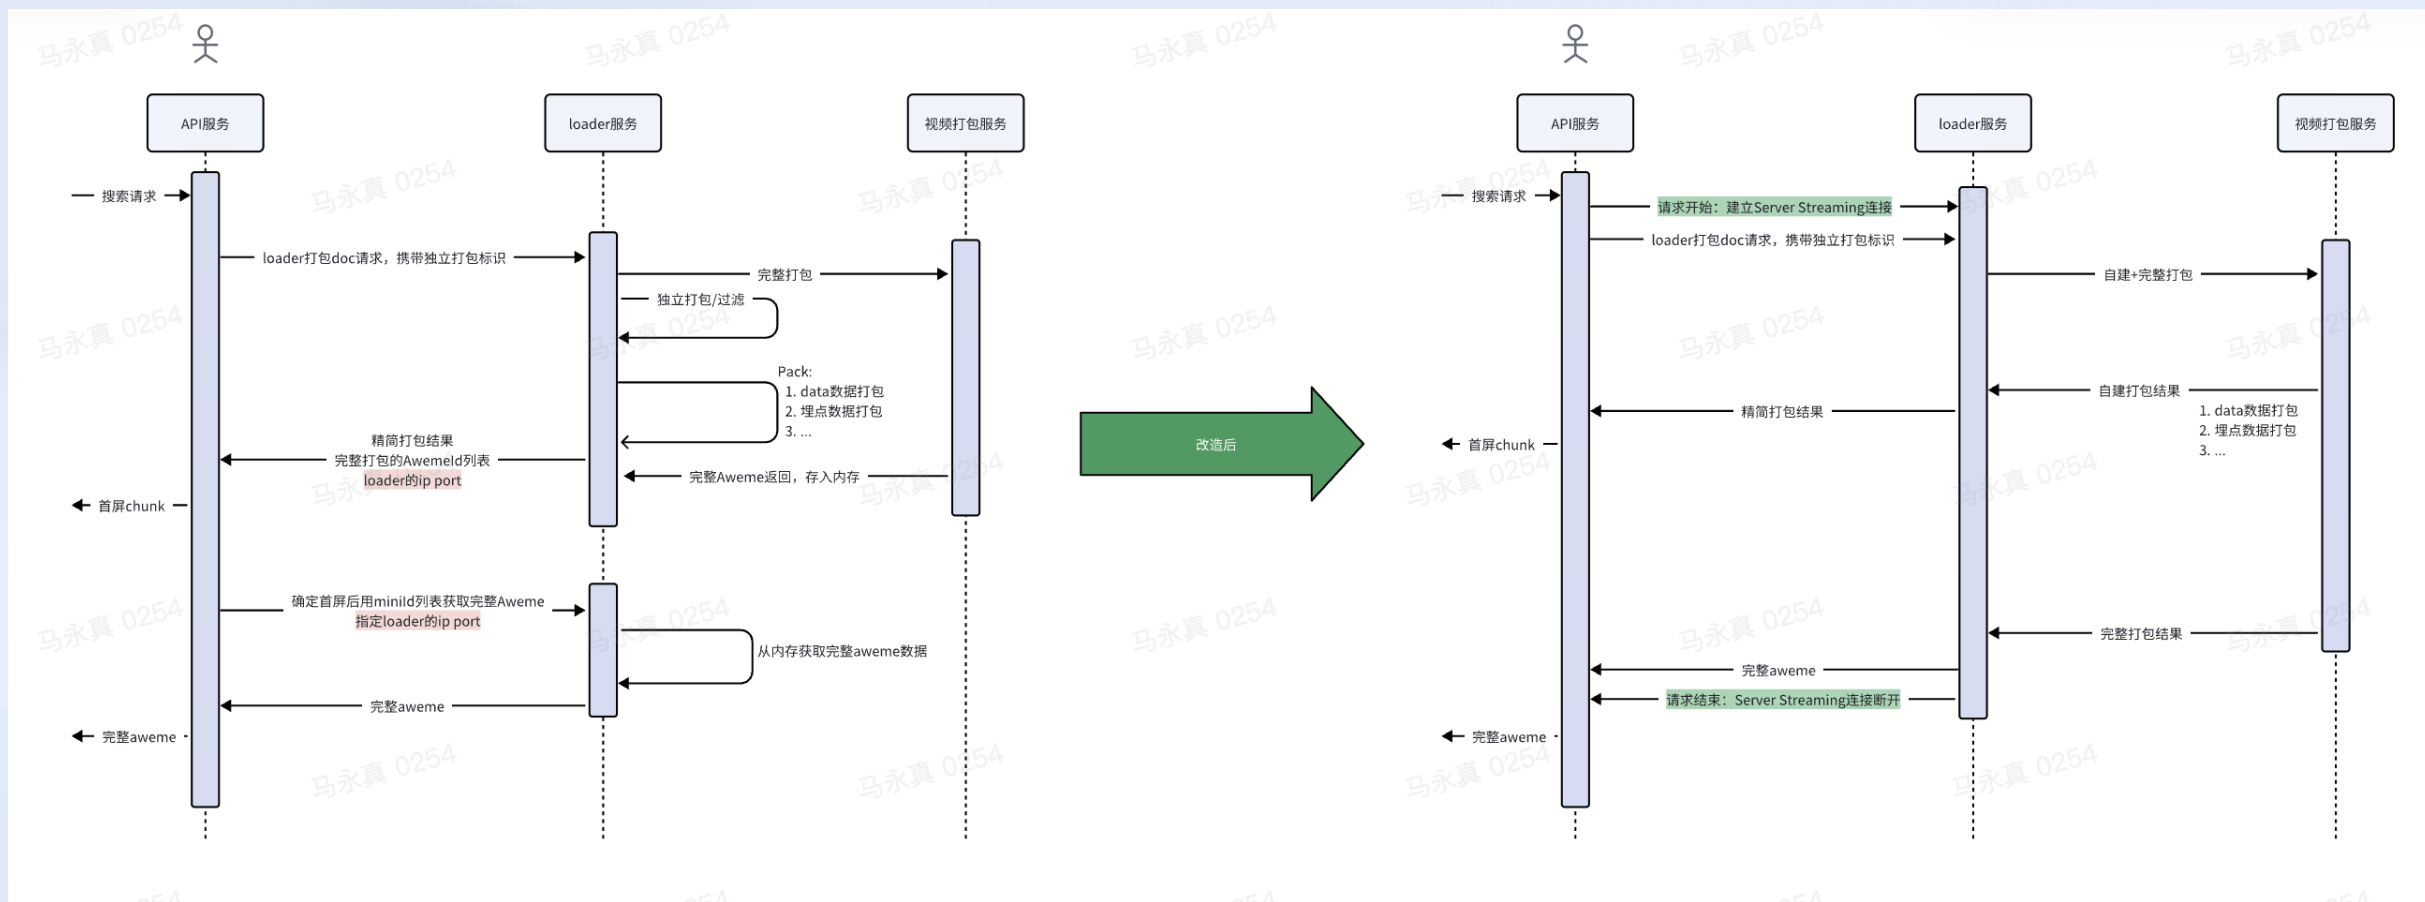 API服务
loader服务
视频打包服务
搜索请求
loader打包doc请求，携带独立打包标识
完整打包
独立打包/过滤
Pack:
1. data数据打包
2. 埋点数据打包
3. ...
精简打包结果
完整打包的AwemeId列表
loader的ip port
完整Aweme返回，存入内存
首屏chunk
确定首屏后用miniId列表获取完整Aweme
指定loader的ip port
从内存获取完整aweme数据
完整aweme
完整aweme
改造后
API服务
loader服务
视频打包服务
搜索请求
请求开始：建立Server Streaming连接
loader打包doc请求，携带独立打包标识
自建+完整打包
自建打包结果
1. data数据打包
2. 埋点数据打包
3. ...
精简打包结果
首屏chunk
完整打包结果
完整aweme
请求结束：Server Streaming连接断开
完整aweme
马永真 0254